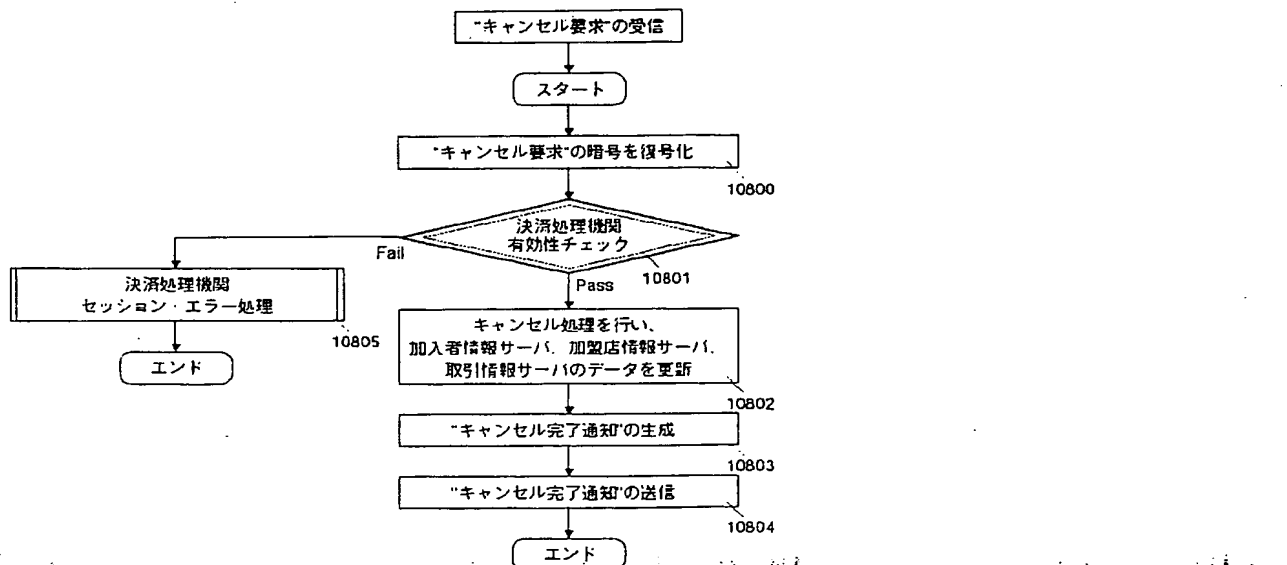 "キャンセル要求"の受信
スタート
"キャンセル要求"の暗号を復号化
10800
決済処理機関
有効性チェック
Fail
10801
Pass
決済処理機関
セッション・エラー処理
10805
エンド
キャンセル処理を行い、
加入者情報サーバ、加盟店情報サーバ、
取引情報サーバのデータを更新
10802
"キャンセル完了通知"の生成
10803
"キャンセル完了通知"の送信
10804
エンド